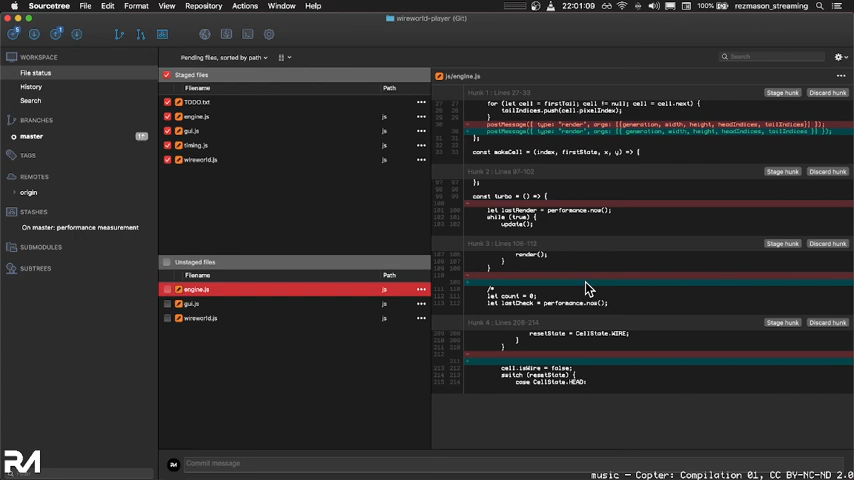 Sourcetree File Edit Format View Repository Actions Window Help
100% 22:01:09 rezmason_streaming
wireworld-player (Git)
Pending files, sorted by path
Search
WORKSPACE
File status
History
Search
BRANCHES
master
TAGS
REMOTES
origin
STASHES
On master: performance measurement
SUBMODULES
SUBTREES
Staged files
Filename Path
TODO.txt
engine.js js
gui.js js
timing.js js
wireworld.js js
Unstaged files
Filename Path
engine.js js
gui.js js
wireworld.js js
js/engine.js
Hunk 1 : Lines 27-33 Stage hunk Discard hunk
for (let cell = firstTail; cell != null; cell = cell.next) {
tailIndices.push(cell.pixelIndex);
}
postMessage({ type: "render", args: [{generation, width, height, headIndices, tailIndices}] });
postMessage({ type: "render", args: [{ generation, width, height, headIndices, tailIndices }] });
};
const makeCell = (index, firstState, x, y) => {
Hunk 2 : Lines 97-102 Stage hunk Discard hunk
};
const turbo = () => {
let lastRender = performance.now();
while (true) {
update();
Hunk 3 : Lines 106-112 Stage hunk Discard hunk
render();
}
}
/*
let count = 0;
let lastCheck = performance.now();
Hunk 4 : Lines 208-214 Stage hunk Discard hunk
resetState = CellState.WIRE;
}
}
cell.isWire = false;
switch (resetState) {
case CellState.HEAD:
Commit message
music - Copter: Compilation 01, CC BY-NC-ND 2.0